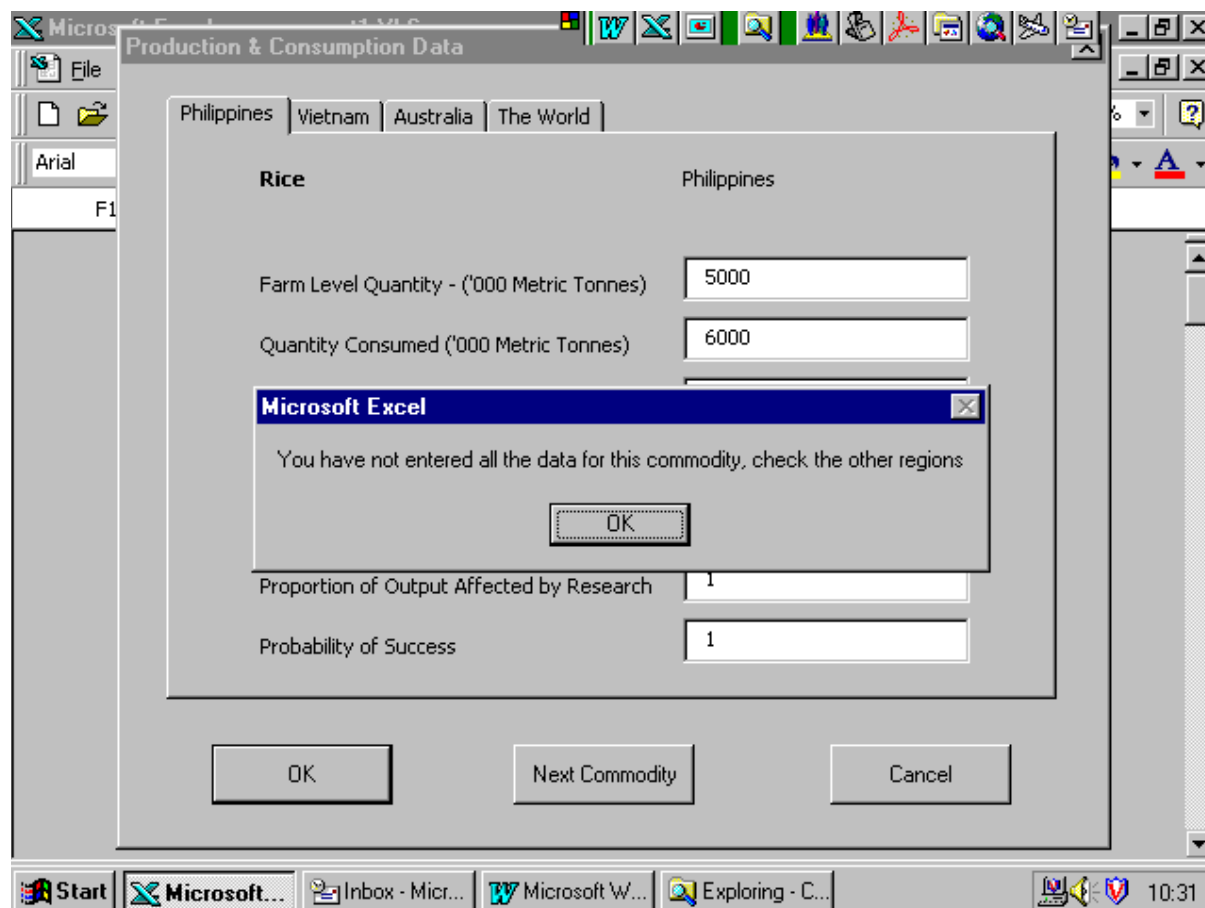 Production & Consumption Data
File
Philippines Vietnam Australia The World
Arial
%
Rice Philippines
F1
Farm Level Quantity - ('000 Metric Tonnes) 5000
Quantity Consumed ('000 Metric Tonnes) 6000
Microsoft Excel
You have not entered all the data for this commodity, check the other regions
OK
Proportion of Output Affected by Research 1
Probability of Success 1
OK Next Commodity Cancel
Start Microsoft... Inbox - Micr... Microsoft W... Exploring - C... 10:31